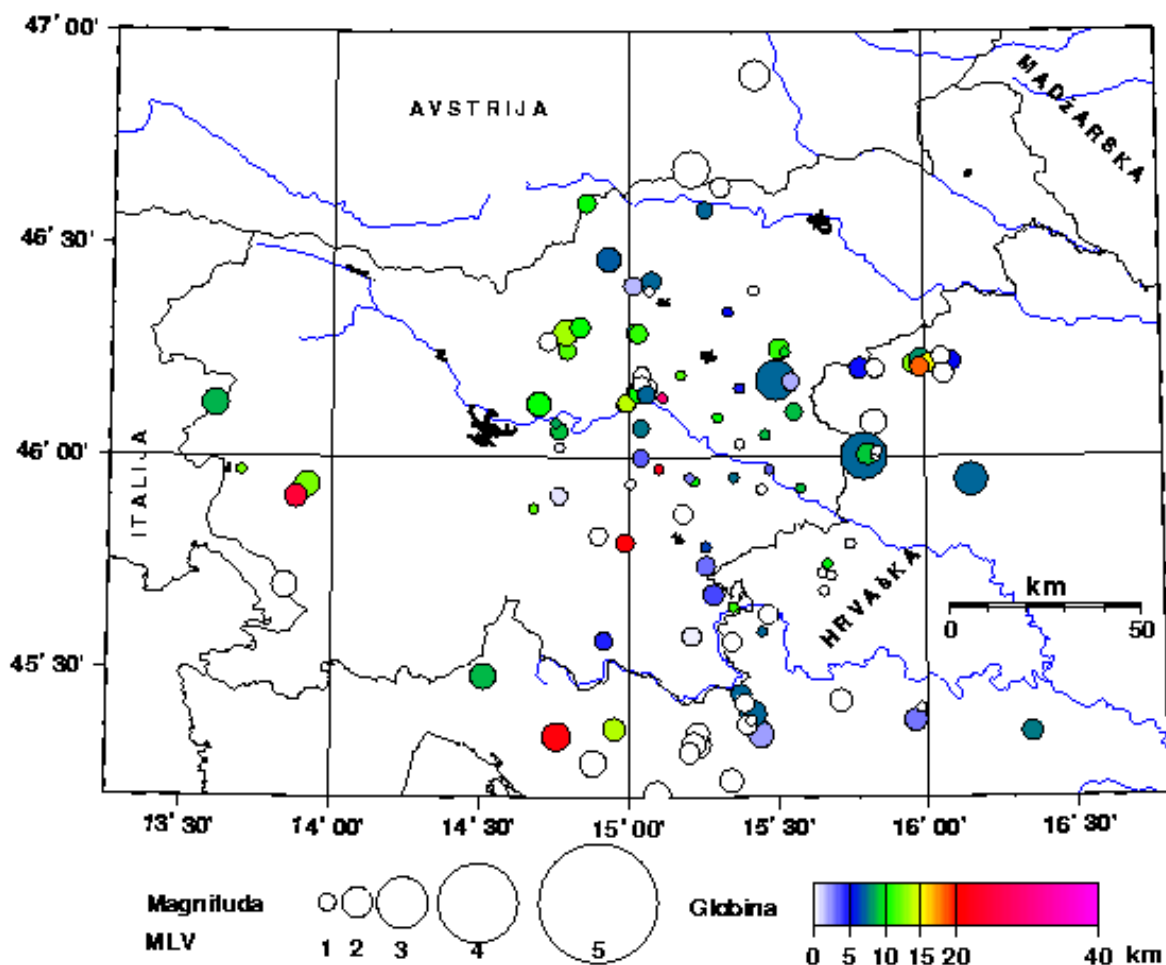 47° 00'
AVSTRIJA
MADžARSKA
46° 30'
46° 00'
ITALIJA
HRVAšKA
km
0 50
45° 30'
13° 30' 14° 00' 14° 30' 15° 00' 15° 30' 16° 00' 16° 30'
Magnituda
MLV
1 2 3 4 5
Globina
0 5 10 15 20 40 km